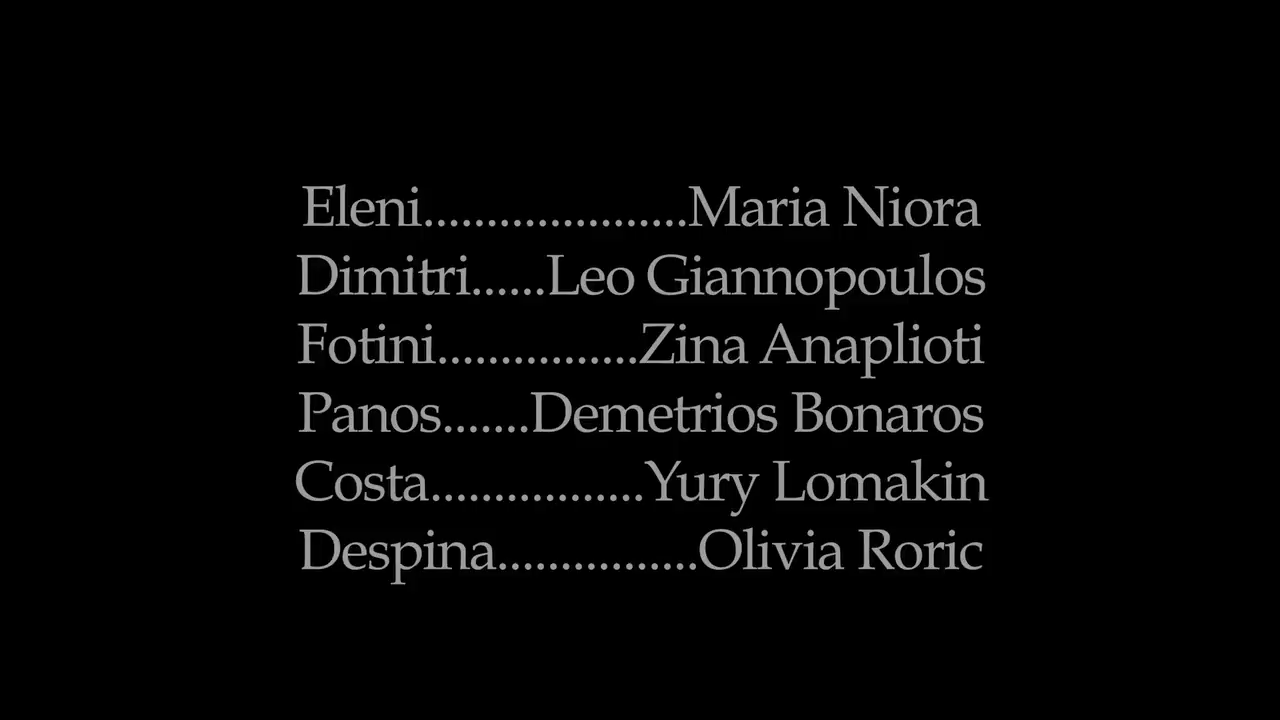 Eleni.....................Maria Niora
Dimitri......Leo Giannopoulos
Fotini................Zina Anaplioti
Panos.......Demetrios Bonaros
Costa.................Yury Lomakin
Despina................Olivia Roric